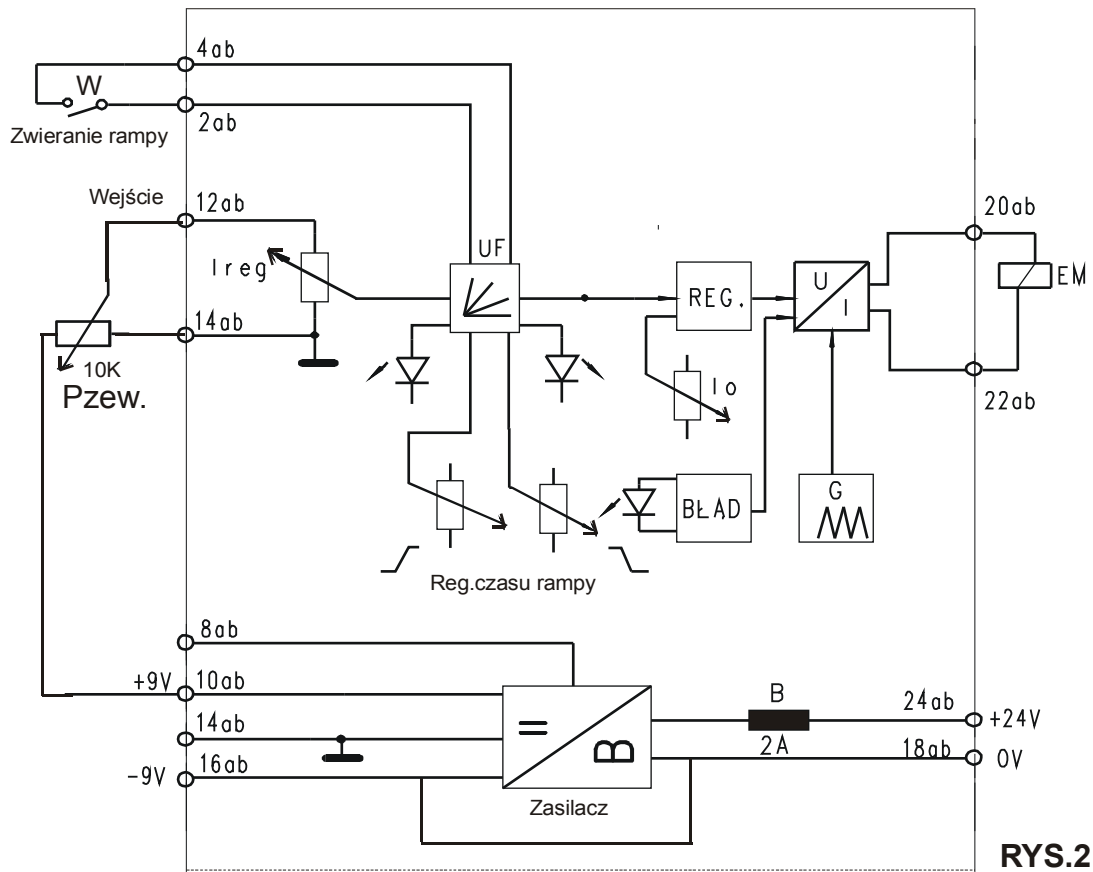 4ab
W
2ab
Zwieranie rampy
Wejście
12ab
20ab
UF
Ireg
REG.
U
I
EM
14ab
10K
Pzew.
Io
22ab
BŁĄD
G
Reg.czasu rampy
8ab
+9V
10ab
B
24ab
+24V
14ab
=
2A
18ab
0V
-9V
16ab
Zasilacz
RYS.2